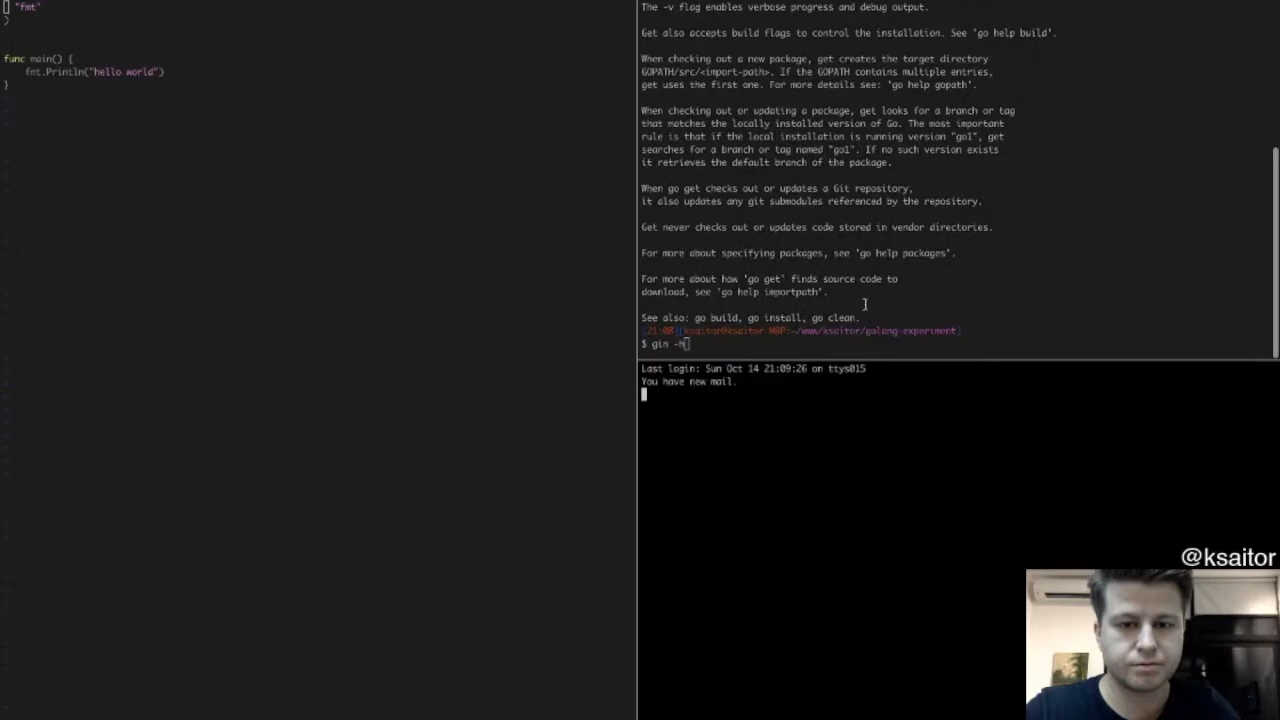 "fmt"
)
func main() {
fmt.Println("hello world")
}
The -v flag enables verbose progress and debug output.
Get also accepts build flags to control the installation. See 'go help build'.
When checking out a new package, get creates the target directory
GOPATH/src/<import-path>. If the GOPATH contains multiple entries,
get uses the first one. For more details see: 'go help gopath'.
When checking out or updating a package, get looks for a branch or tag
that matches the locally installed version of Go. The most important
rule is that if the local installation is running version "go1", get
searches for a branch or tag named "go1". If no such version exists
it retrieves the default branch of the package.
When go get checks out or updates a Git repository,
it also updates any git submodules referenced by the repository.
Get never checks out or updates code stored in vendor directories.
For more about specifying packages, see 'go help packages'.
For more about how 'go get' finds source code to
download, see 'go help importpath'.
See also: go build, go install, go clean.
[21:08][ksaitor@ksaitor-MBP:~/www/ksaitor/golang-experiment]
$ gin -h
Last login: Sun Oct 14 21:09:26 on ttys015
You have new mail.
@ksaitor